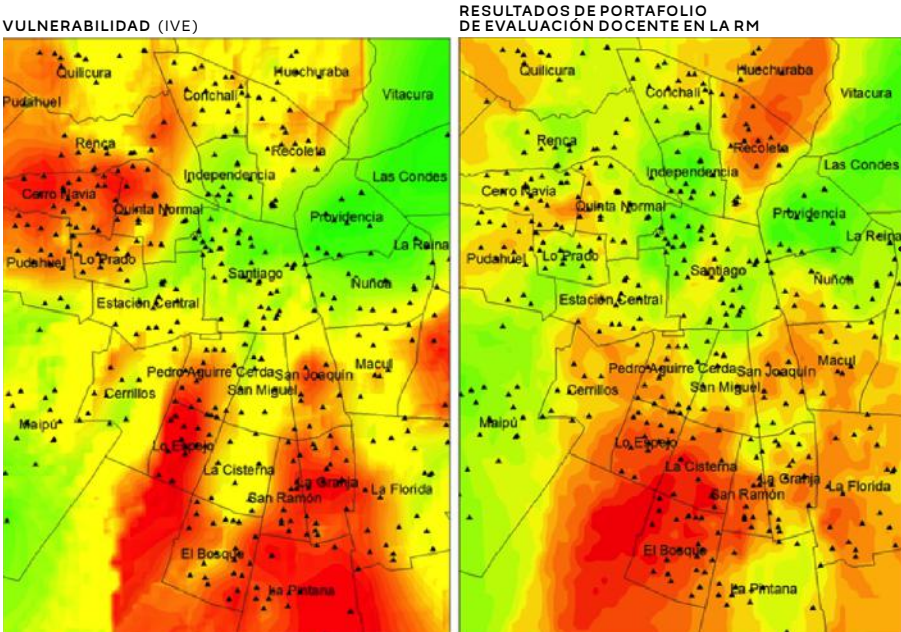 VULNERABILIDAD (IVE)
Quilicura
Huechuraba
Pudahuel
Conchalí
Vitacura
Renca
Recoleta
Independencia
Las Condes
Cerro Navia
Quinta Normal
Providencia
La Reina
Pudahuel
Lo Prado
Santiago
Ñuñoa
Estación Central
Pedro Aguirre Cerda
San Joaquín
Macul
Cerrillos
San Miguel
Maipú
Lo Espejo
La Cisterna
La Granja
San Ramón
La Florida
El Bosque
La Pintana
RESULTADOS DE PORTAFOLIO
DE EVALUACIÓN DOCENTE EN LA RM
Quilicura
Huechuraba
Conchalí
Vitacura
Renca
Recoleta
Independencia
Las Condes
Cerro Navia
Quinta Normal
Providencia
La Reina
Pudahuel
Lo Prado
Santiago
Ñuñoa
Estación Central
Pedro Aguirre Cerda
San Joaquín
Macul
Cerrillos
San Miguel
Maipú
Lo Espejo
La Cisterna
La Granja
San Ramón
La Florida
El Bosque
La Pintana